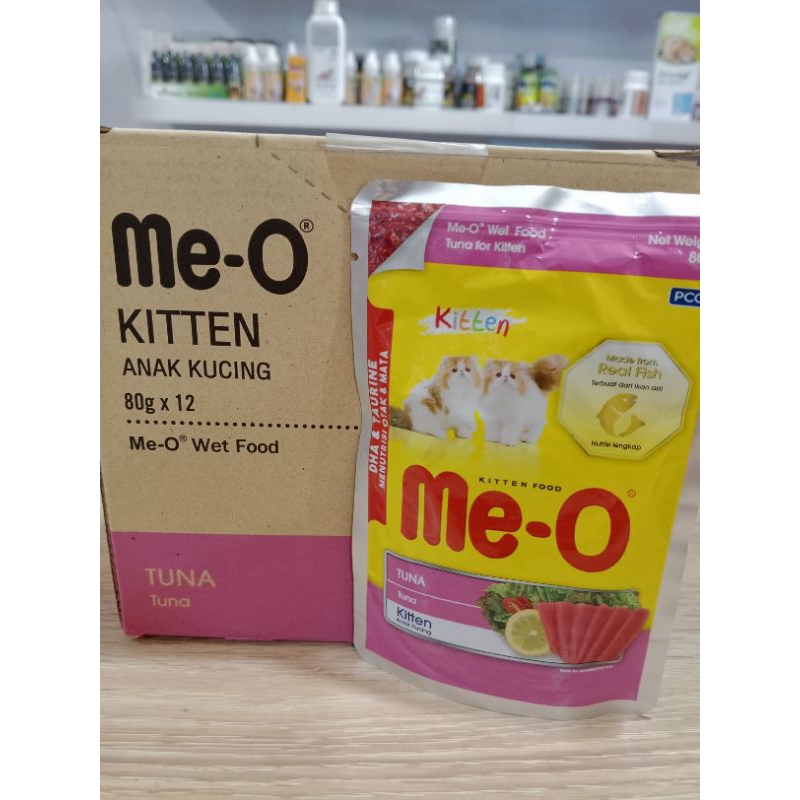 Me-O®
KITTEN
ANAK KUCING
80g x 12
Me-O® Wet Food
TUNA
Tuna
Me-O® Wet Food
Tuna for Kitten
Net
Kitten
Made from
Real Fish
Terbuat dari ikan asli
Nutrisi lengkap
DHA & TAURINE
MENUTRISI OTAK & MATA
KITTEN FOOD
Me-O®
TUNA
Tuna
Kitten
Anak Kucing